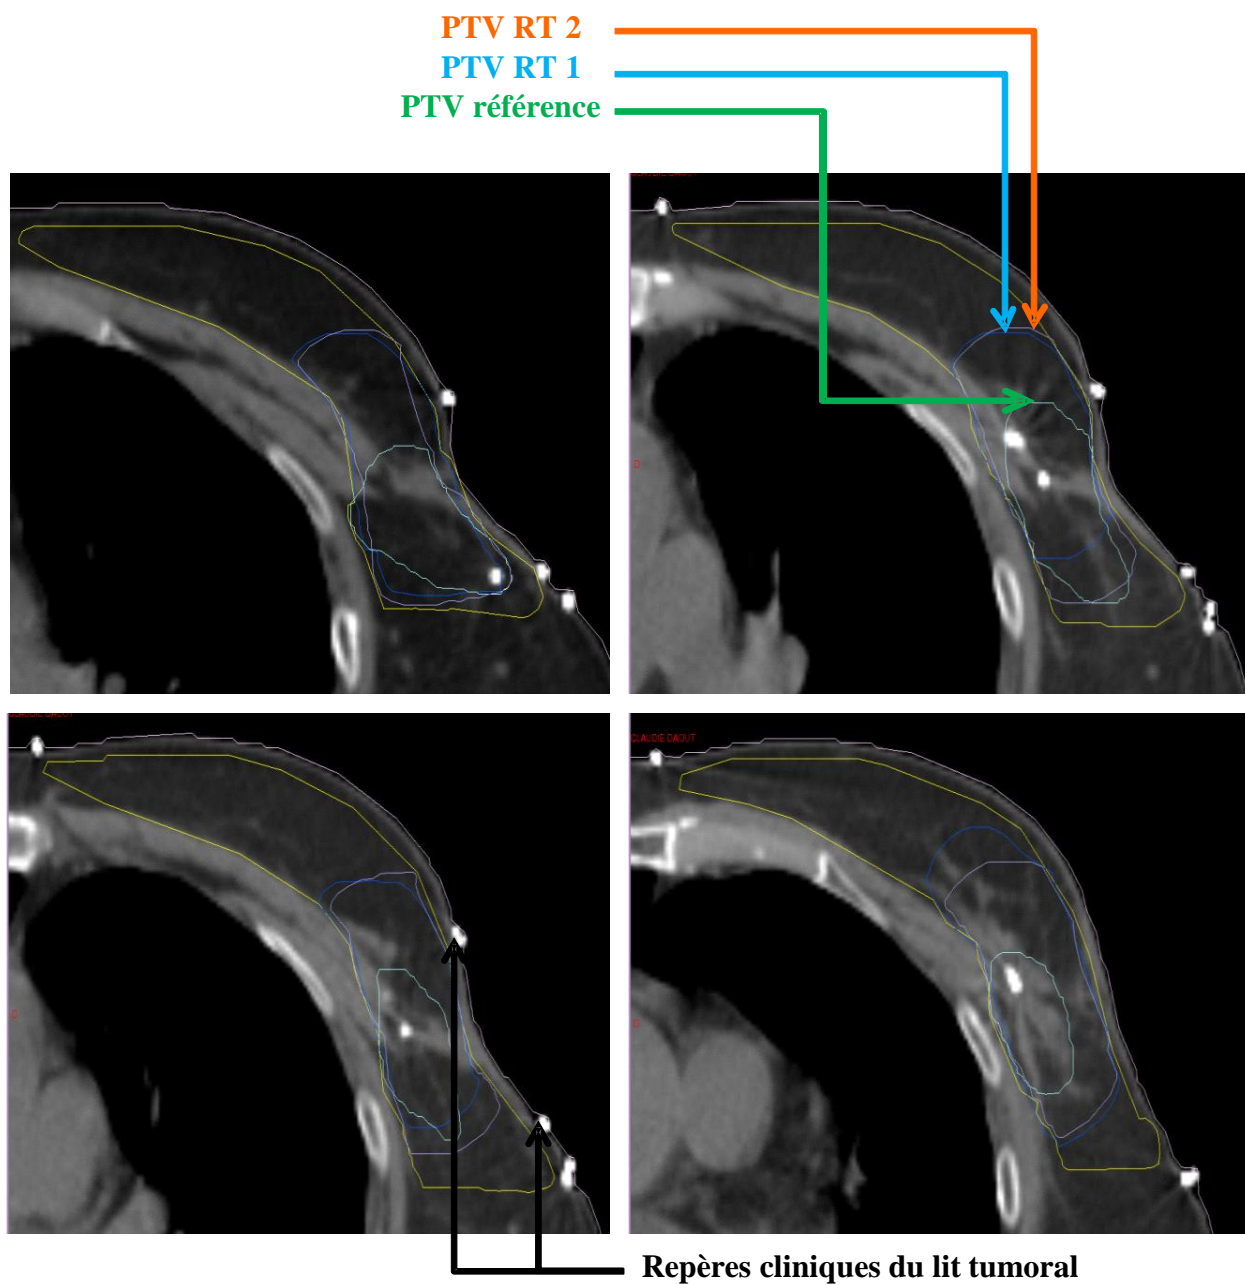 PTV RT 2
PTV RT 1
PTV référence
CLAUDIE DAOUT
Repères cliniques du lit tumoral